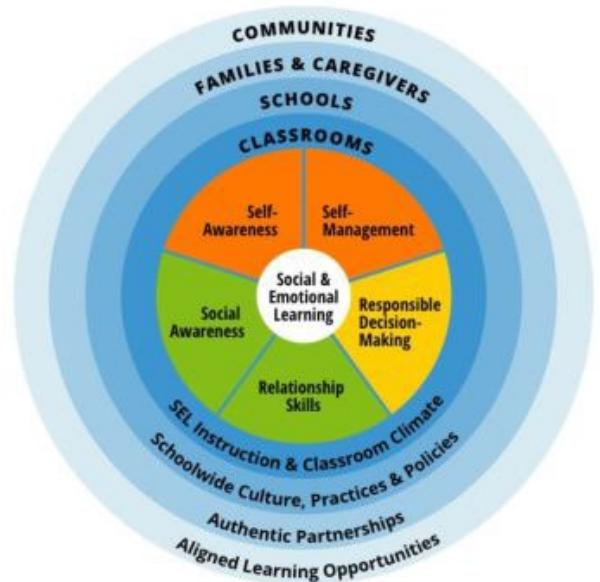 COMMUNITIES
FAMILIES & CAREGIVERS
SCHOOLS
CLASSROOMS
Self-
Awareness
Self-
Management
Social &
Emotional
Learning
Social
Awareness
Responsible
Decision-
Making
Relationship
Skills
SEL Instruction & Classroom Climate
Schoolwide Culture, Practices & Policies
Authentic Partnerships
Aligned Learning Opportunities